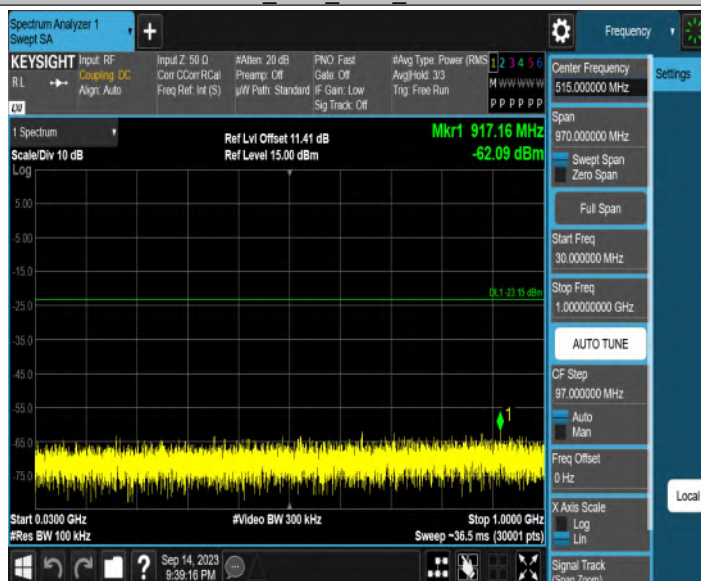 Spectrum Analyzer 1
Swept SA
+
Frequency
KEYSIGHT
RL
LXI
Input: RF
Coupling: DC
Align: Auto
Input Z: 50 Ω
Corr CCorr RCal
Freq Ref: Int (S)
#Atten: 20 dB
Preamp: Off
µW Path: Standard
PNO: Fast
Gate: Off
IF Gain: Low
Sig Track: Off
#Avg Type: Power (RMS
Avg|Hold: 3/3
Trig: Free Run
1 2 3 4 5 6
M W W W W W
P P P P P P
1 Spectrum
Scale/Div 10 dB
Log
Ref Lvl Offset 11.41 dB
Ref Level 15.00 dBm
Mkr1 917.16 MHz
-62.09 dBm
5.00
-5.00
-15.0
-25.0
-35.0
-45.0
-55.0
-65.0
-75.0
DL1 -23.15 dBm
1
Start 0.0300 GHz
#Res BW 100 kHz
#Video BW 300 kHz
Stop 1.0000 GHz
Sweep ~36.5 ms (30001 pts)
Center Frequency
515.000000 MHz
Span
970.000000 MHz
Swept Span
Zero Span
Full Span
Start Freq
30.000000 MHz
Stop Freq
1.000000000 GHz
AUTO TUNE
CF Step
97.000000 MHz
Auto
Man
Freq Offset
0 Hz
X Axis Scale
Log
Lin
Signal Track
(Span Zoom)
Settings
Local
?
Sep 14, 2023
9:39:16 PM